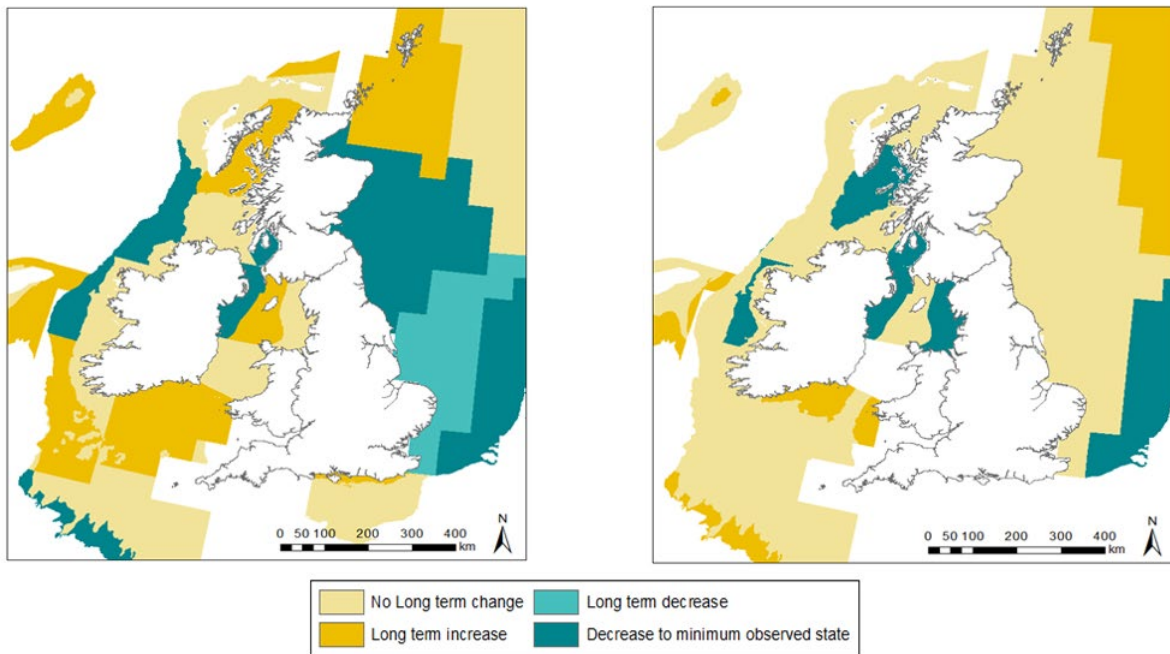 0 50 100 200 300 400
km
N
0 50 100 200 300 400
km
N
No Long term change
Long term decrease
Long term increase
Decrease to minimum observed state